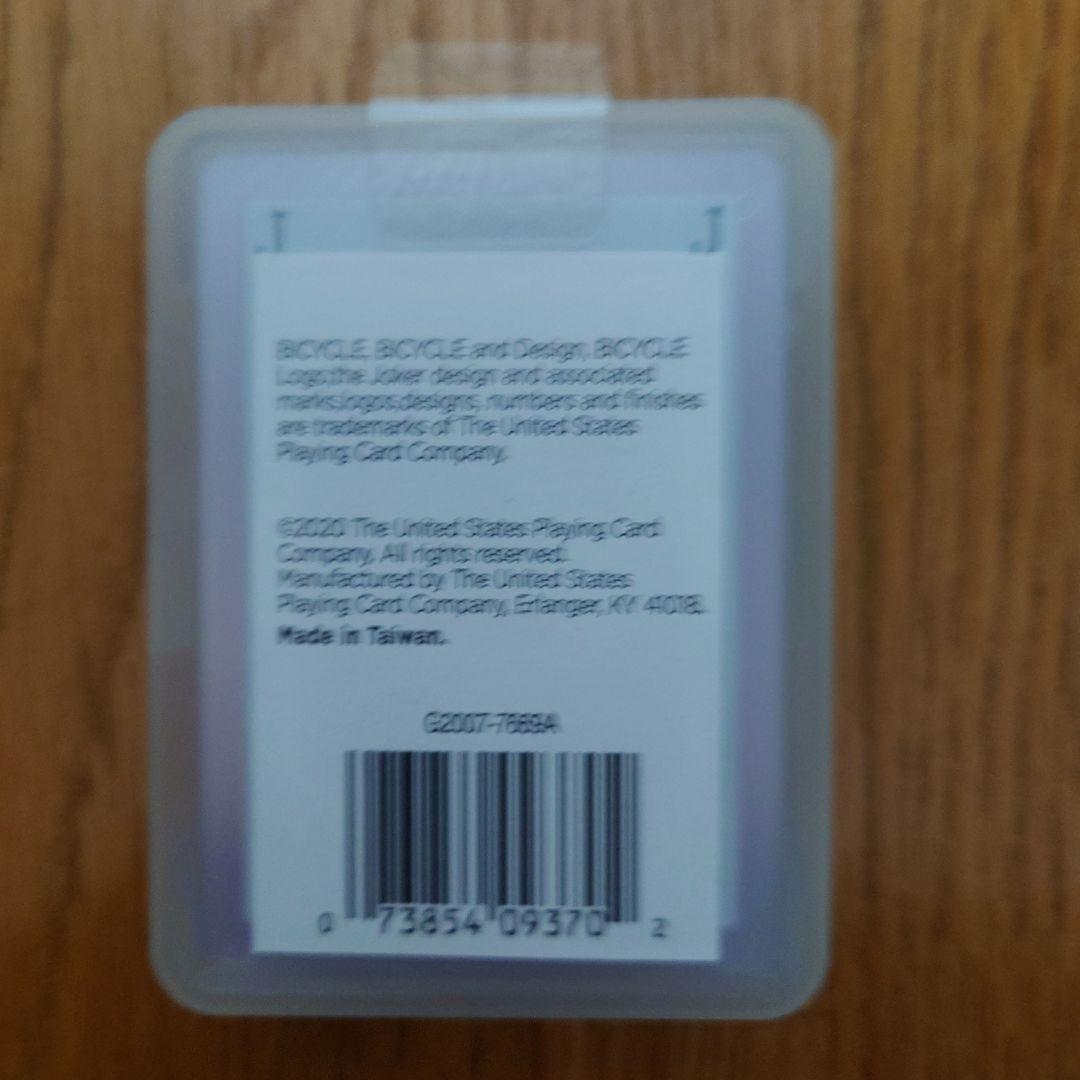 J J
BICYCLE, BICYCLE and Design, BICYCLE
Logo,the Joker design and associated
marks,logos,designs, numbers and finishes
are trademarks of The United States
Playing Card Company.
©2020 The United States Playing Card
Company. All rights reserved.
Manufactured by The United States
Playing Card Company, Erlanger, KY 41018.
Made in Taiwan.
G2007-7669A
0 73854 09370 2